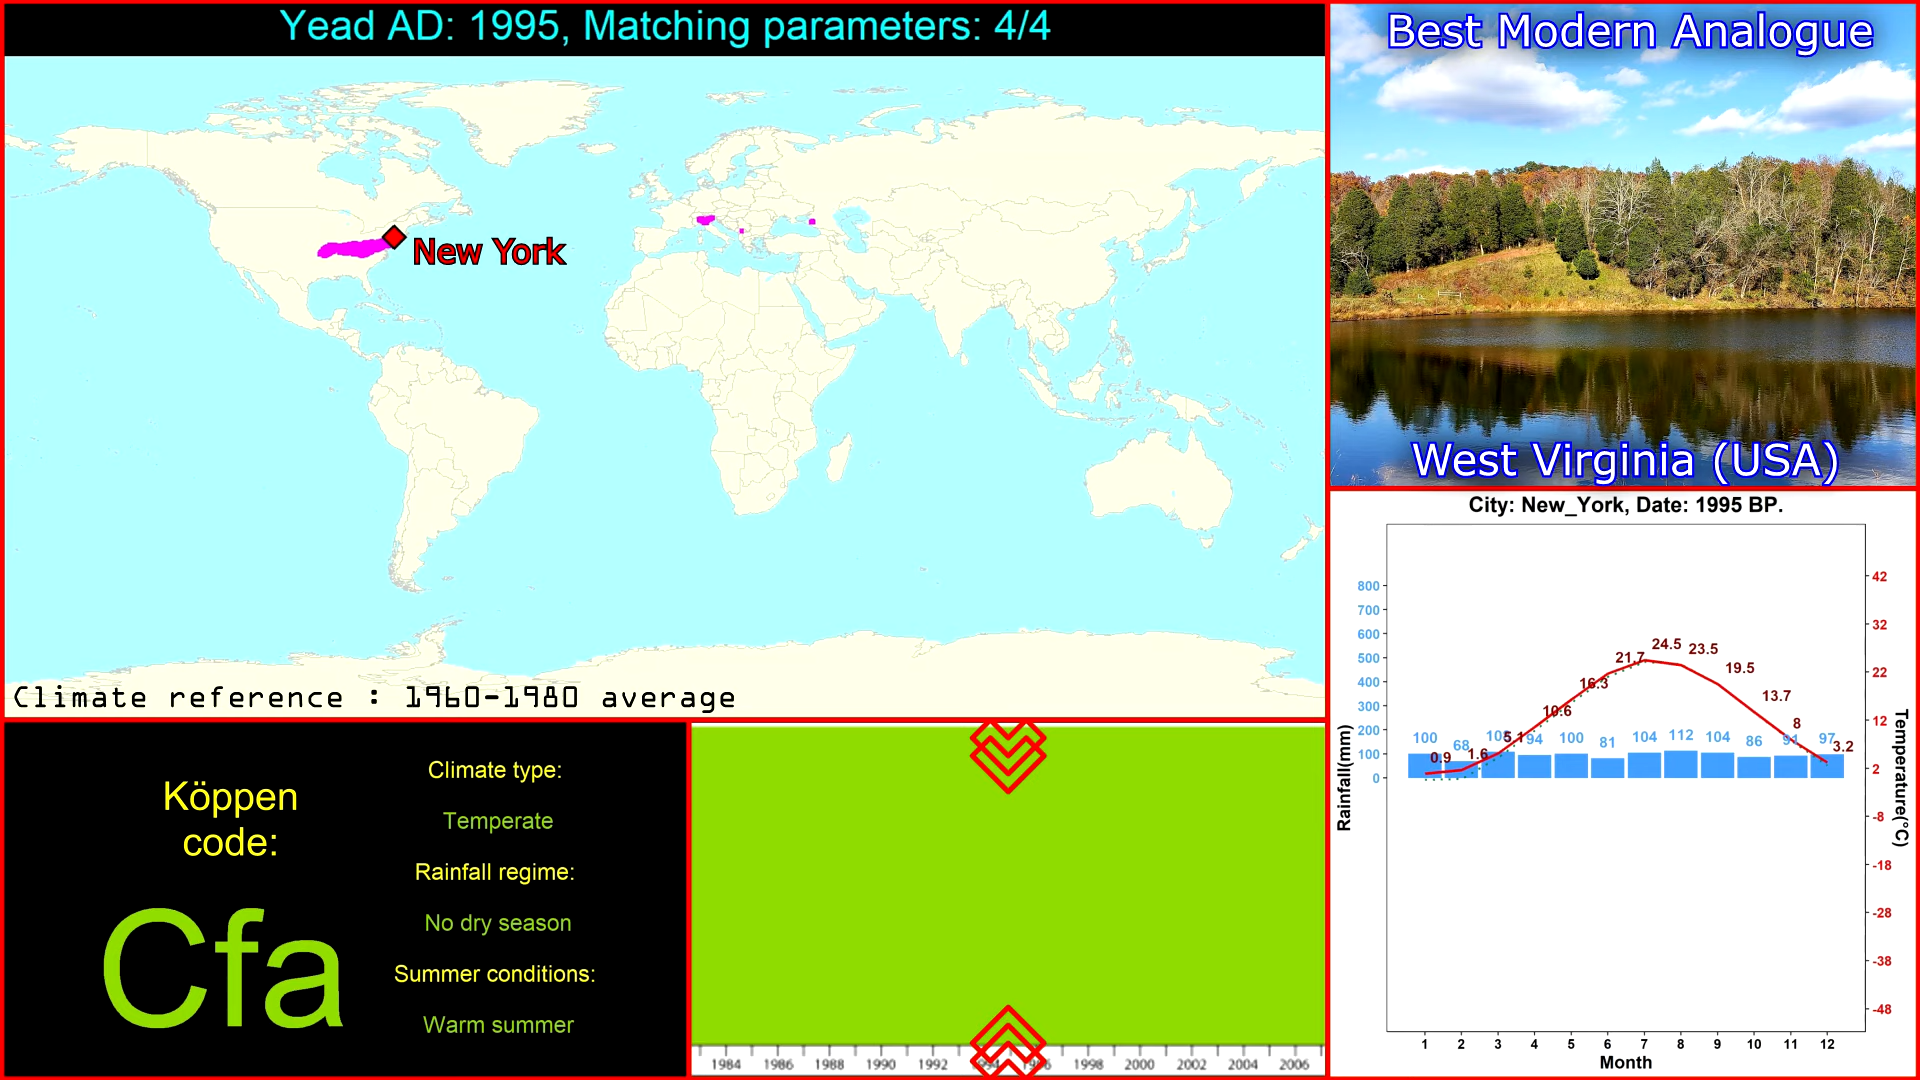 Yead AD: 1995, Matching parameters: 4/4
New York
Climate reference : 1960-1980 average
Best Modern Analogue
West Virginia (USA)
Köppen
code:
Cfa
Climate type:
Temperate
Rainfall regime:
No dry season
Summer conditions:
Warm summer
1984 1986 1988 1990 1992 1994 1996 1998 2000 2002 2004 2006
City: New_York, Date: 1995 BP.
Rainfall(mm)
800
700
600
500
400
300
200
100
0
100 68 94 100 81 104 112 104 86 91 97
0.9 1.6 5.1 10.6 16.3 21.7 24.5 23.5 19.5 13.7 8 3.2
42
32
22
12
2
-8
-18
-28
-38
-48
Temperature(°C)
1 2 3 4 5 6 7 8 9 10 11 12
Month